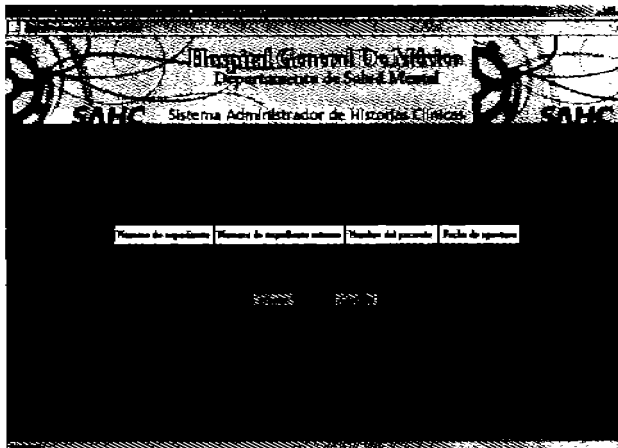 Hospital General De México
Departamento de Salud Mental
SAHC Sistema Administrador de Historias Clínicas SAHC
Número de expediente Número de expediente externo Nombre del paciente Fecha de apertura